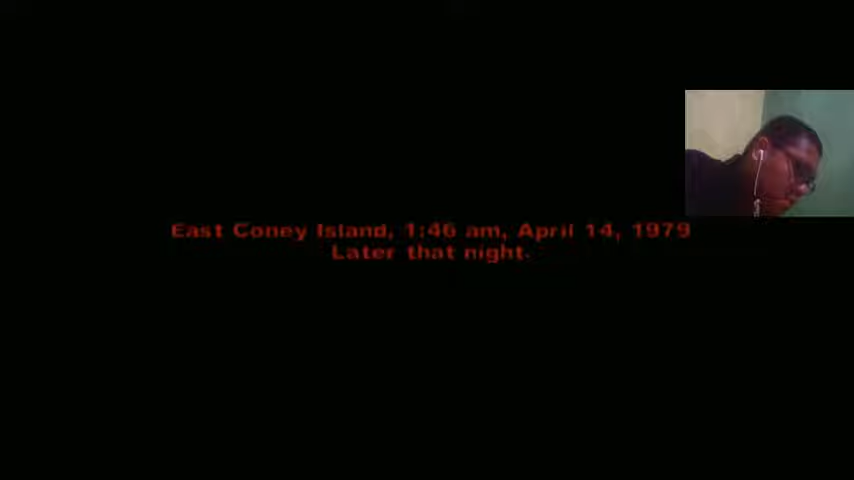 East Coney Island, 1:46 am, April 14, 1979
Later that night.